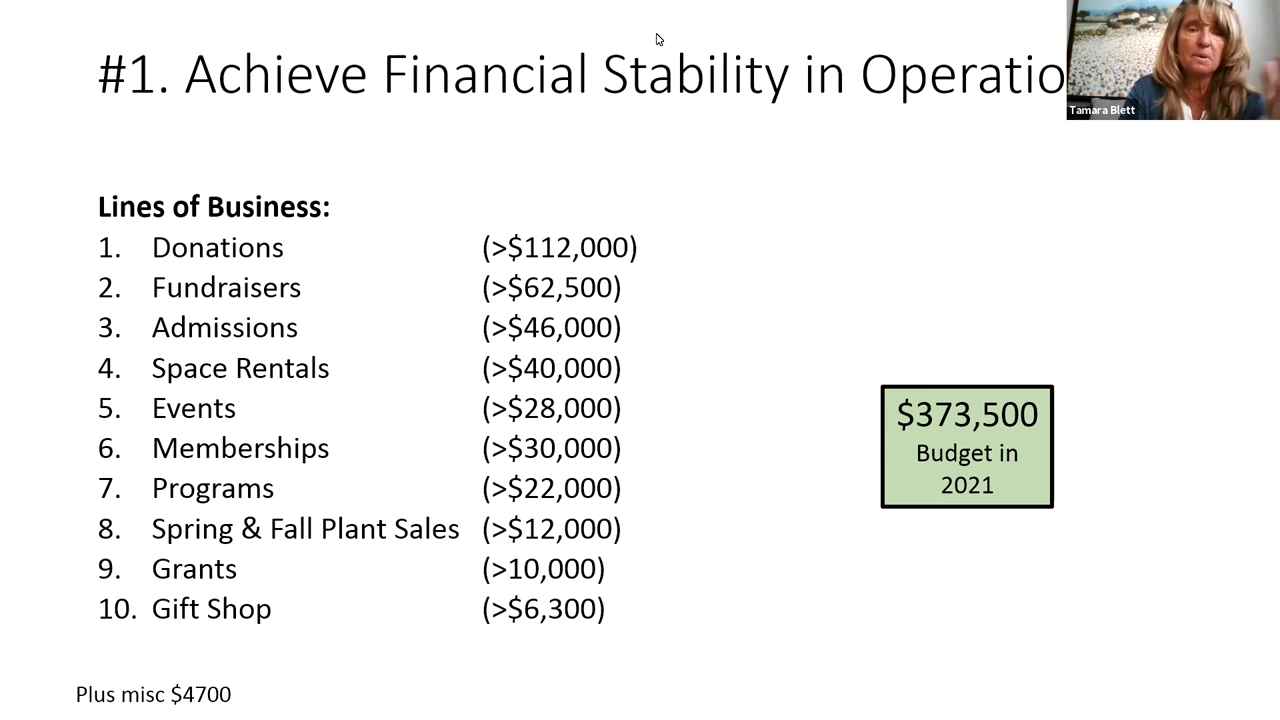 #1. Achieve Financial Stability in Operatio
Tamara Blett
Lines of Business:
1. Donations (>$112,000)
2. Fundraisers (>$62,500)
3. Admissions (>$46,000)
4. Space Rentals (>$40,000)
5. Events (>$28,000)
6. Memberships (>$30,000)
7. Programs (>$22,000)
8. Spring & Fall Plant Sales (>$12,000)
9. Grants (>10,000)
10. Gift Shop (>$6,300)
$373,500
Budget in
2021
Plus misc $4700